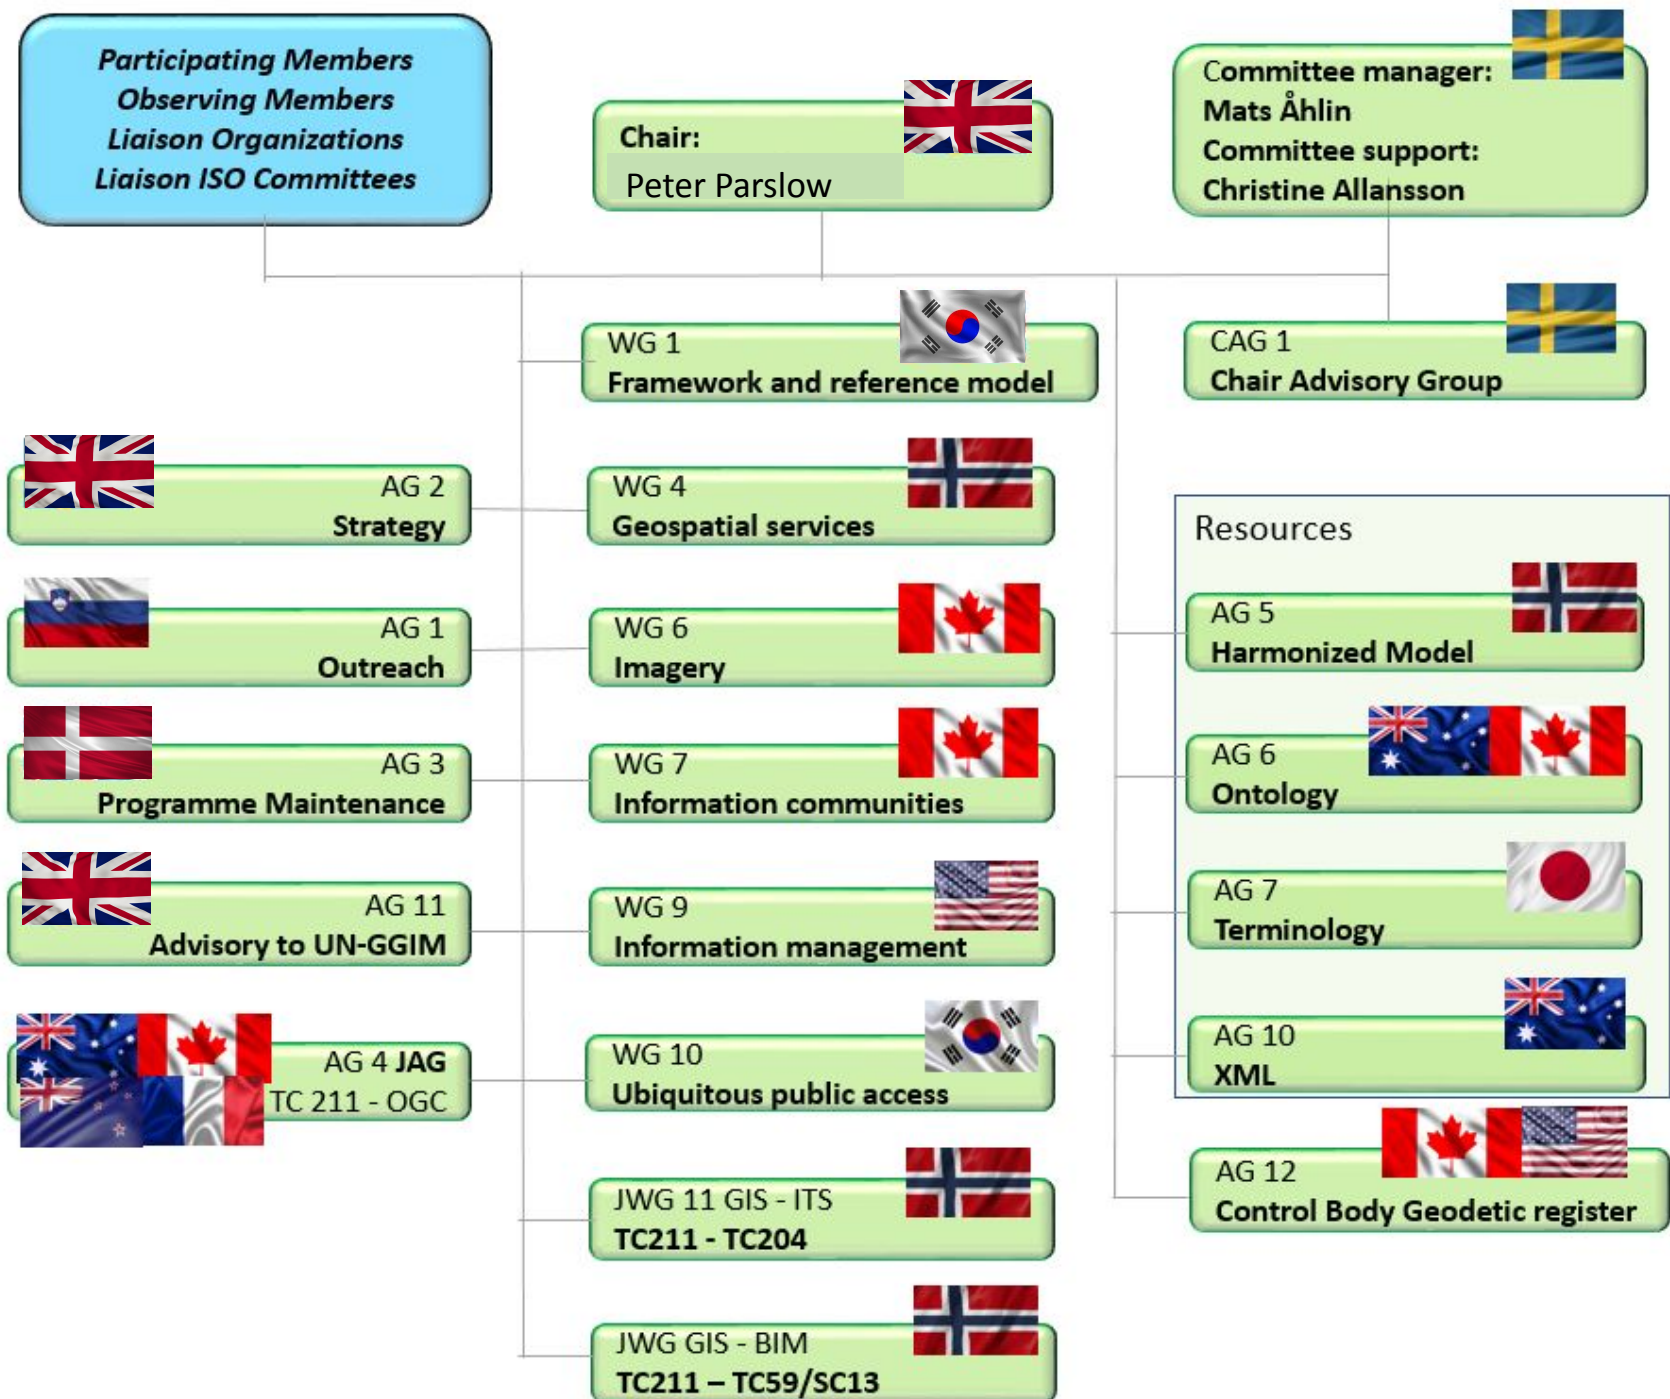 Participating Members
Observing Members
Liaison Organizations
Liaison ISO Committees
Chair:
Peter Parslow
Committee manager:
Mats Åhlin
Committee support:
Christine Allansson
WG 1
Framework and reference model
CAG 1
Chair Advisory Group
AG 2
Strategy
AG 1
Outreach
AG 3
Programme Maintenance
AG 11
Advisory to UN-GGIM
AG 4 JAG
TC 211 - OGC
WG 4
Geospatial services
WG 6
Imagery
WG 7
Information communities
WG 9
Information management
WG 10
Ubiquitous public access
JWG 11 GIS - ITS
TC211 - TC204
JWG GIS - BIM
TC211 – TC59/SC13
Resources
AG 5
Harmonized Model
AG 6
Ontology
AG 7
Terminology
AG 10
XML
AG 12
Control Body Geodetic register